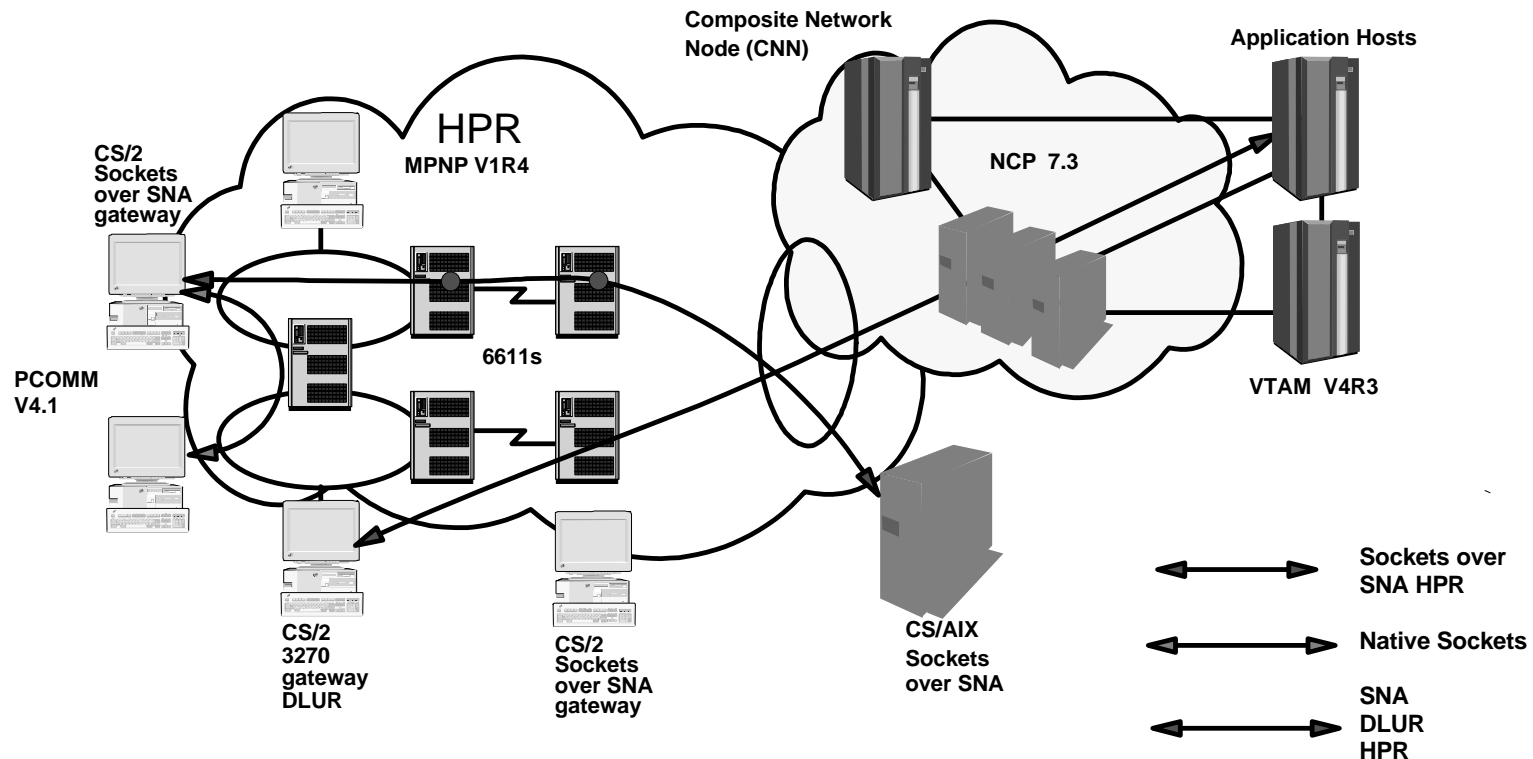 Composite Network
Node (CNN)
Application Hosts
HPR
MPNP V1R4
CS/2
Sockets
over SNA
gateway
NCP 7.3
6611s
PCOMM
V4.1
VTAM V4R3
CS/2
3270
gateway
DLUR
CS/2
Sockets
over SNA
gateway
CS/AIX
Sockets
over SNA
Sockets over
SNA HPR
Native Sockets
SNA
DLUR
HPR